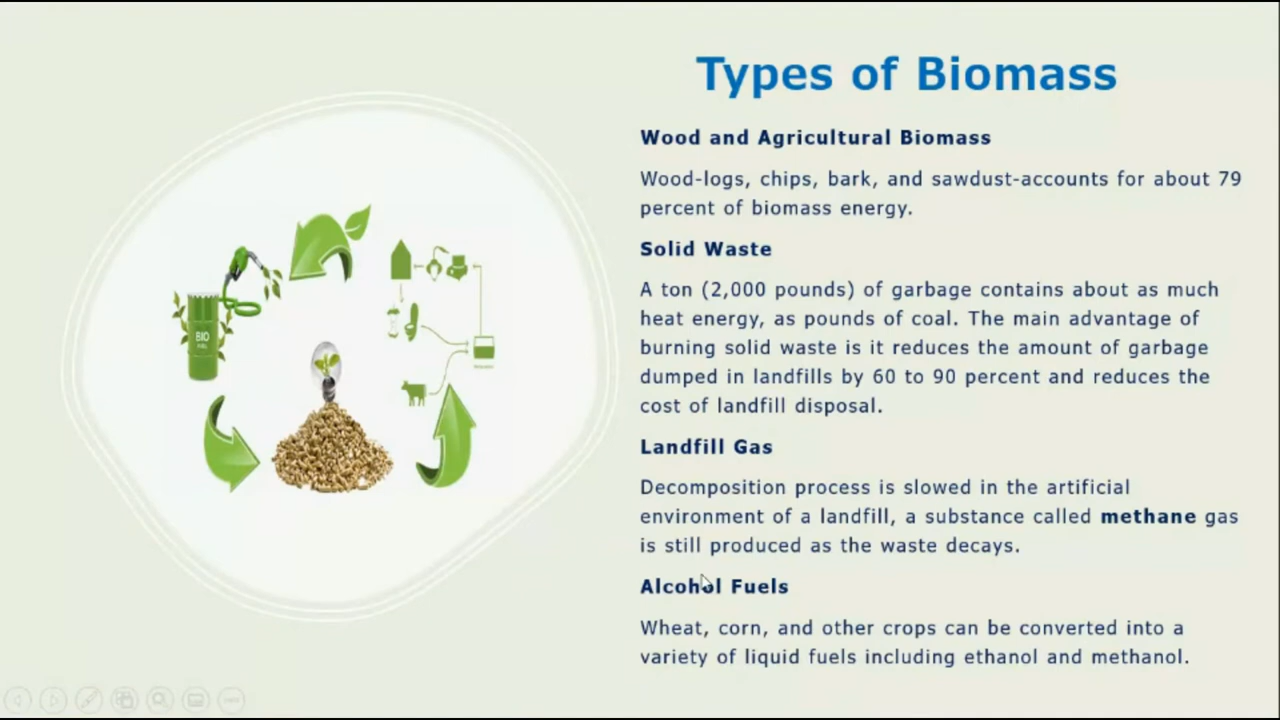 Types of Biomass
Wood and Agricultural Biomass
Wood-logs, chips, bark, and sawdust-accounts for about 79
percent of biomass energy.
Solid Waste
A ton (2,000 pounds) of garbage contains about as much
heat energy, as pounds of coal. The main advantage of
burning solid waste is it reduces the amount of garbage
dumped in landfills by 60 to 90 percent and reduces the
cost of landfill disposal.
Landfill Gas
Decomposition process is slowed in the artificial
environment of a landfill, a substance called methane gas
is still produced as the waste decays.
Alcohol Fuels
Wheat, corn, and other crops can be converted into a
variety of liquid fuels including ethanol and methanol.
BIO